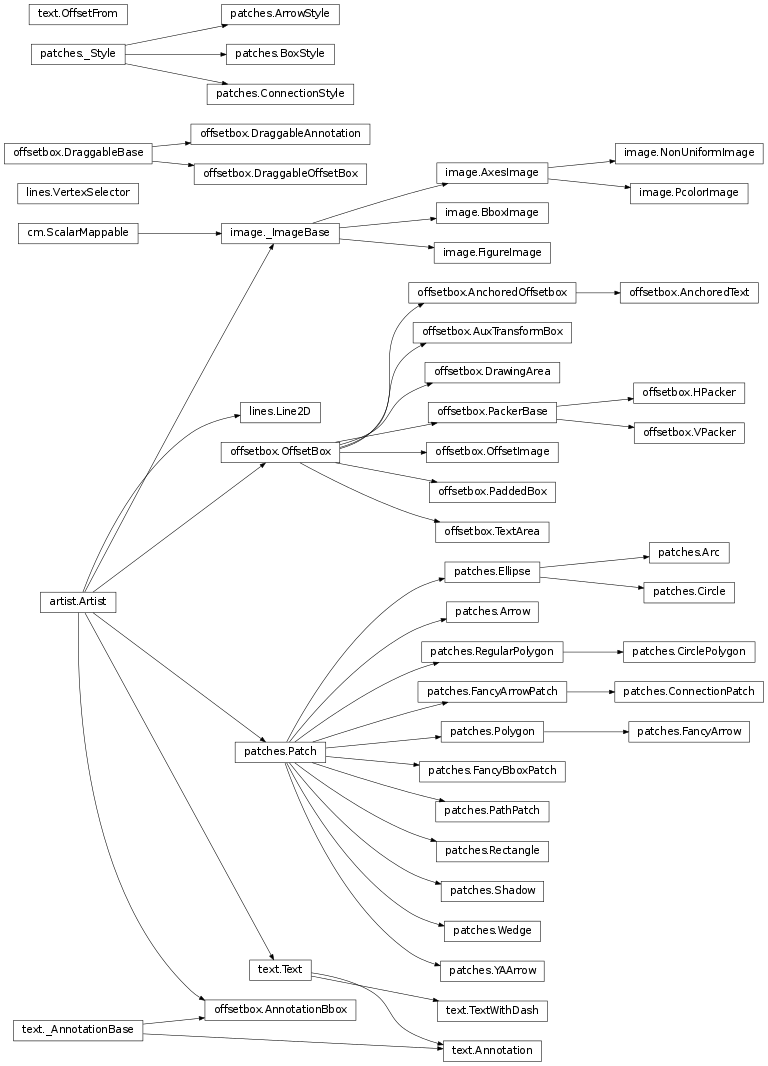 text.OffsetFrom
patches.ArrowStyle
patches._Style
patches.BoxStyle
patches.ConnectionStyle
offsetbox.DraggableAnnotation
offsetbox.DraggableBase
image.NonUniformImage
offsetbox.DraggableOffsetBox
image.AxesImage
lines.VertexSelector
image.PcolorImage
image.BboxImage
cm.ScalarMappable
image._ImageBase
image.FigureImage
offsetbox.AnchoredOffsetbox
offsetbox.AnchoredText
offsetbox.AuxTransformBox
offsetbox.DrawingArea
offsetbox.HPacker
lines.Line2D
offsetbox.PackerBase
offsetbox.VPacker
offsetbox.OffsetBox
offsetbox.OffsetImage
offsetbox.PaddedBox
offsetbox.TextArea
patches.Arc
patches.Ellipse
patches.Circle
artist.Artist
patches.Arrow
patches.RegularPolygon
patches.CirclePolygon
patches.FancyArrowPatch
patches.ConnectionPatch
patches.Polygon
patches.FancyArrow
patches.Patch
patches.FancyBboxPatch
patches.PathPatch
patches.Rectangle
patches.Shadow
patches.Wedge
text.Text
patches.YAArrow
offsetbox.AnnotationBbox
text.TextWithDash
text._AnnotationBase
text.Annotation